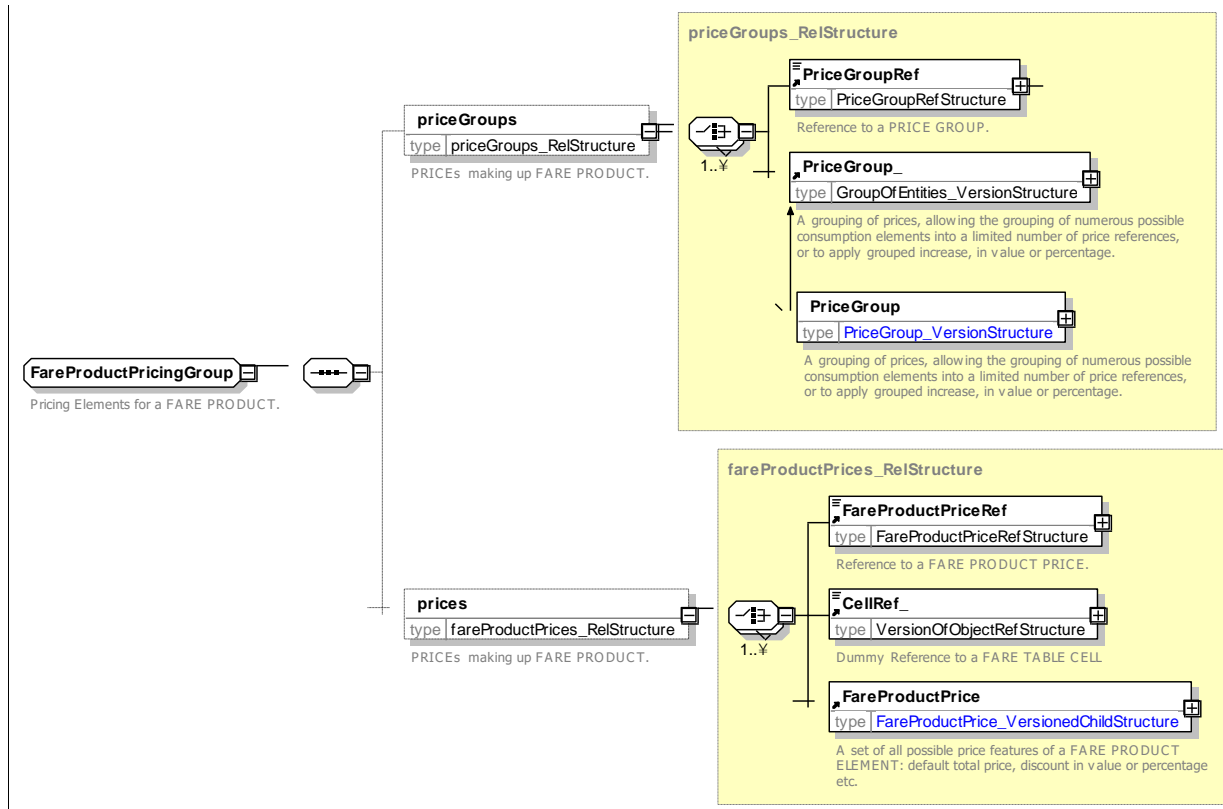 priceGroups_RelStructure
PriceGroupRef
type PriceGroupRefStructure
Reference to a PRICE GROUP.
priceGroups
type priceGroups_RelStructure
PRICEs making up FARE PRODUCT.
1..¥
PriceGroup_
type GroupOfEntities_VersionStructure
A grouping of prices, allowing the grouping of numerous possible
consumption elements into a limited number of price references,
or to apply grouped increase, in value or percentage.
PriceGroup
type PriceGroup_VersionStructure
A grouping of prices, allowing the grouping of numerous possible
consumption elements into a limited number of price references,
or to apply grouped increase, in value or percentage.
FareProductPricingGroup
Pricing Elements for a FARE PRODUCT.
fareProductPrices_RelStructure
FareProductPriceRef
type FareProductPriceRefStructure
Reference to a FARE PRODUCT PRICE.
prices
type fareProductPrices_RelStructure
PRICEs making up FARE PRODUCT.
1..¥
CellRef_
type VersionOfObjectRefStructure
Dummy Reference to a FARE TABLE CELL
FareProductPrice
type FareProductPrice_VersionedChildStructure
A set of all possible price features of a FARE PRODUCT
ELEMENT: default total price, discount in value or percentage
etc.